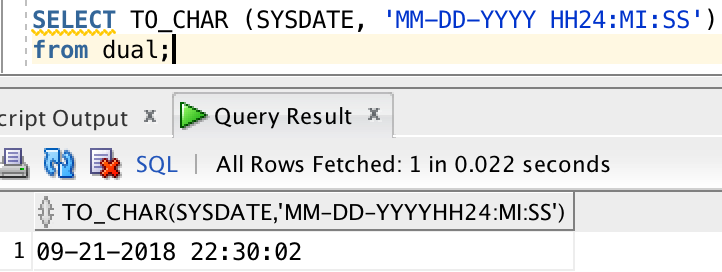 SELECT TO_CHAR (SYSDATE, 'MM-DD-YYYY HH24:MI:SS')
from dual;
cript Output x Query Result x
SQL | All Rows Fetched: 1 in 0.022 seconds
TO_CHAR(SYSDATE,'MM-DD-YYYYHH24:MI:SS')
1 09-21-2018 22:30:02